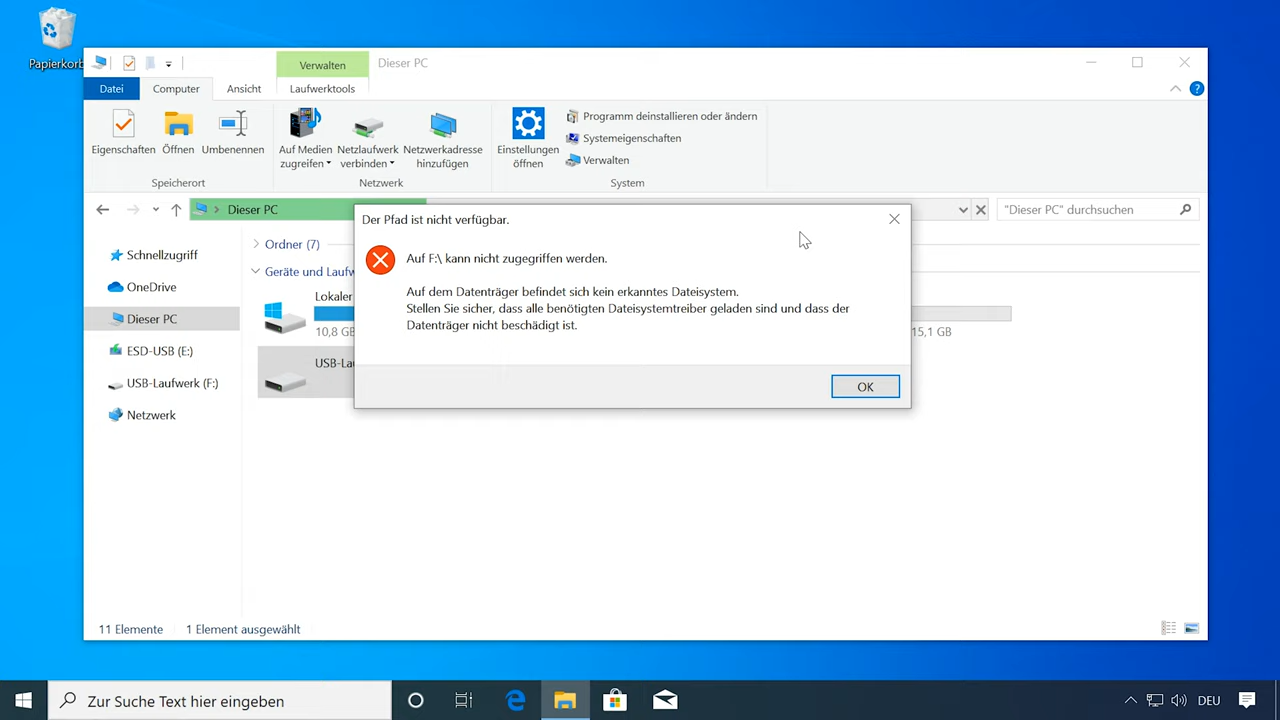 Papierkorb
Verwalten
Dieser PC
Datei
Computer
Ansicht
Laufwerktools
Eigenschaften
Öffnen
Umbenennen
Speicherort
Auf Medien
zugreifen
Netzlaufwerk
verbinden
Netzwerkadresse
hinzufügen
Netzwerk
Einstellungen
öffnen
Programm deinstallieren oder ändern
Systemeigenschaften
Verwalten
System
Dieser PC
"Dieser PC" durchsuchen
Schnellzugriff
OneDrive
Dieser PC
ESD-USB (E:)
USB-Laufwerk (F:)
Netzwerk
Ordner (7)
Geräte und Laufw
Lokaler
10,8 GB
USB-La
15,1 GB
Der Pfad ist nicht verfügbar.
Auf F:\ kann nicht zugegriffen werden.
Auf dem Datenträger befindet sich kein erkanntes Dateisystem.
Stellen Sie sicher, dass alle benötigten Dateisystemtreiber geladen sind und dass der
Datenträger nicht beschädigt ist.
OK
11 Elemente
1 Element ausgewählt
Zur Suche Text hier eingeben
DEU